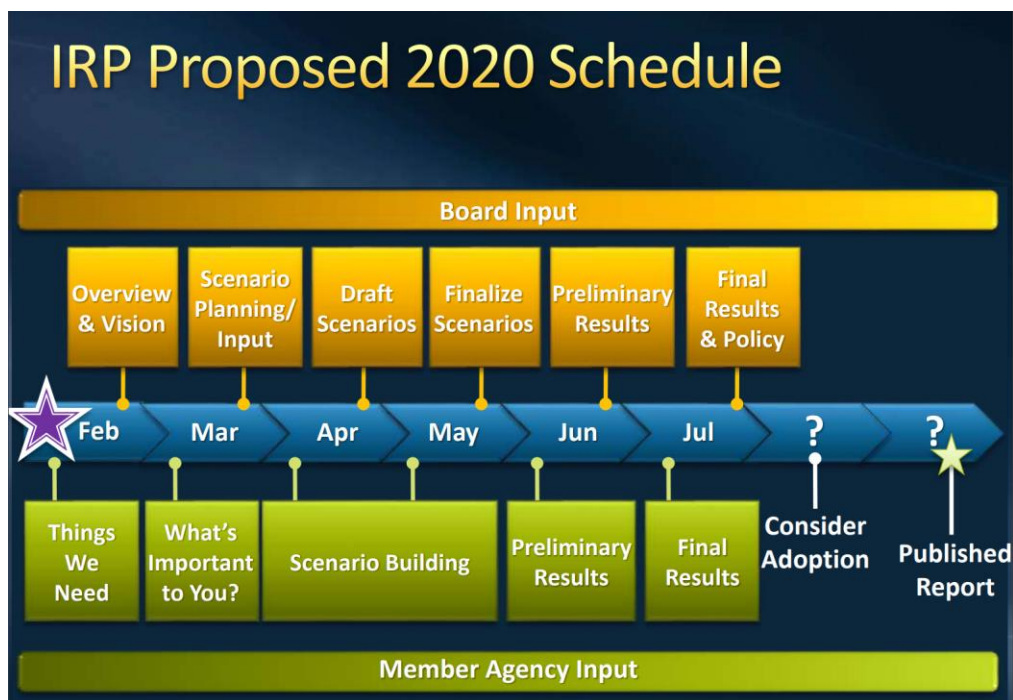 IRP Proposed 2020 Schedule
Board Input
Overview
& Vision
Scenario
Planning/
Input
Draft
Scenarios
Finalize
Scenarios
Preliminary
Results
Final
Results
& Policy
Feb
Mar
Apr
May
Jun
Jul
?
?
Things
We
Need
What's
Important
to You?
Scenario Building
Preliminary
Results
Final
Results
Consider
Adoption
Published
Report
Member Agency Input